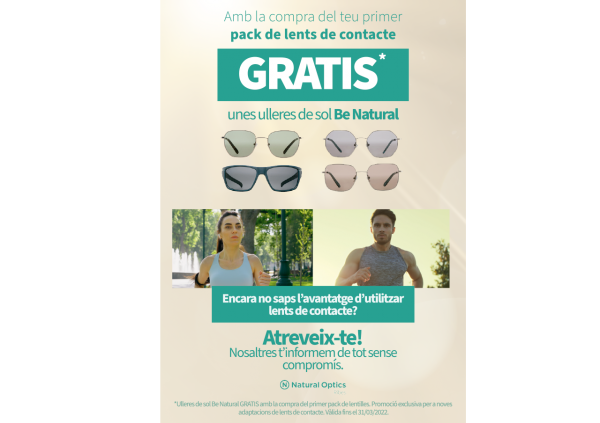 Amb la compra del teu primer
pack de lents de contacte
GRATIS*
unes ulleres de sol Be Natural
Encara no saps l'avantatge d'utilitzar
lents de contacte?
Atreveix-te!
Nosaltres t'informem de tot sense
compromís.
N Natural Optics
*Ulleres de sol Be Natural GRATIS amb la compra del primer pack de lentilles. Promoció exclusiva per a noves
adaptacions de lents de contacte. Vàlida fins el 31/03/2022.